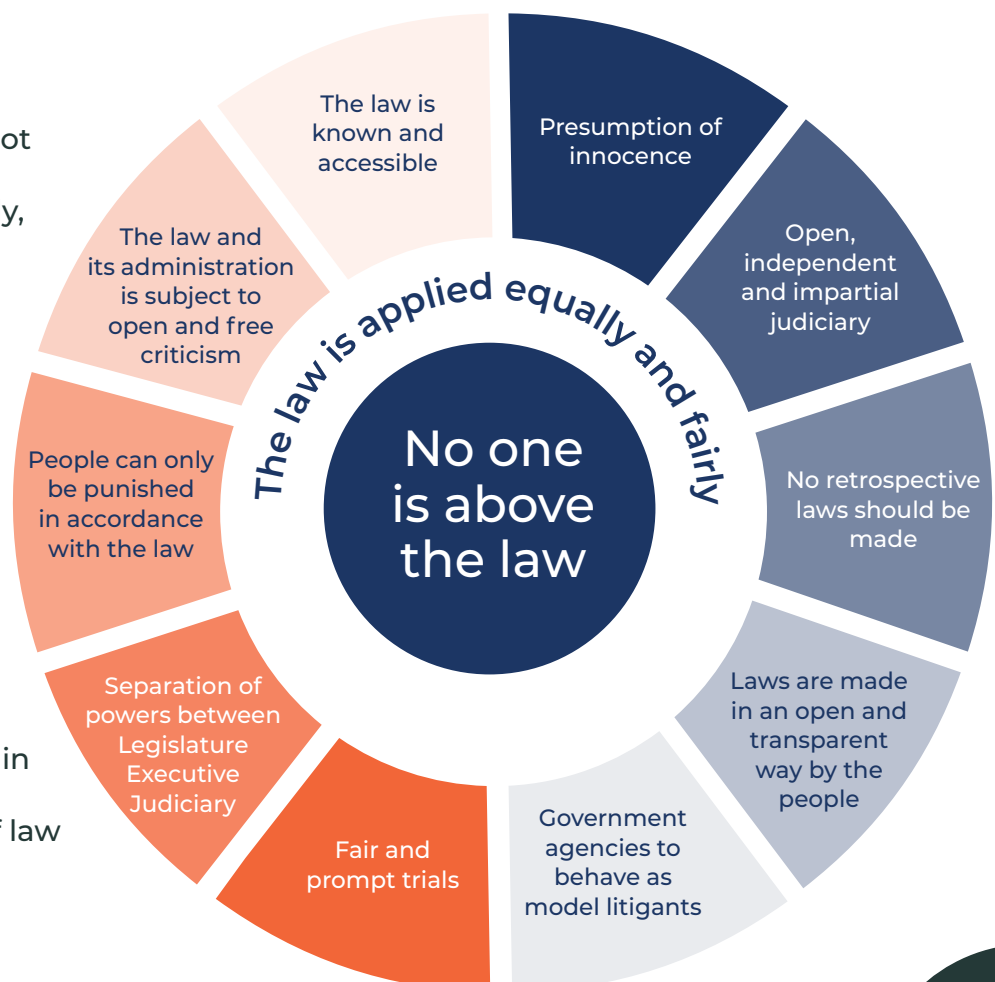 ot
y,
in
f law
The law is applied equally and fairly
No one
is above
the law
Presumption of
innocence
Open,
independent
and impartial
judiciary
No retrospective
laws should be
made
Laws are made
in an open and
transparent
way by the
people
Government
agencies to
behave as
model litigants
Fair and
prompt trials
Separation of
powers between
Legislature
Executive
Judiciary
People can only
be punished
in accordance
with the law
The law and
its administration
is subject to
open and free
criticism
The law is
known and
accessible